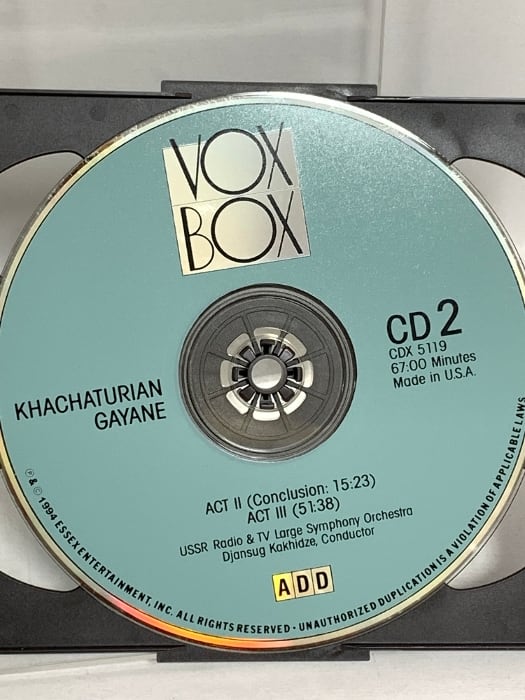 VOX
BOX
CD 2
CDX 5119
67:00 Minutes
Made in U.S.A.
KHACHATURIAN
GAYANE
ACT II (Conclusion: 15:23)
ACT III (51:38)
USSR Radio & TV Large Symphony Orchestra
Djansug Kakhidze, Conductor
ADD
℗ & © 1994 ESSEX ENTERTAINMENT, INC. ALL RIGHTS RESERVED • UNAUTHORIZED DUPLICATION IS A VIOLATION OF APPLICABLE LAWS